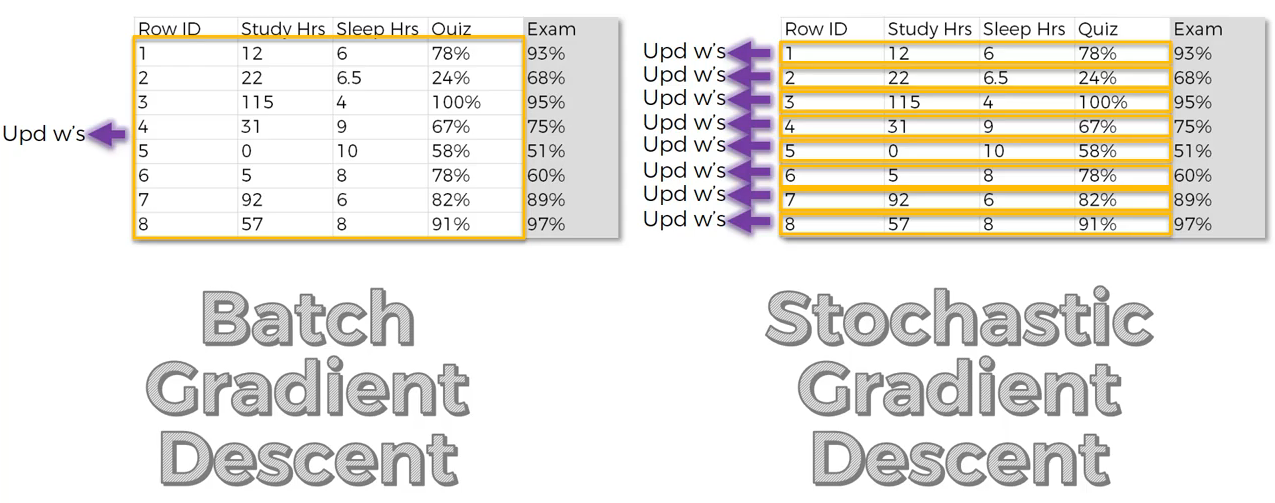 Row ID Study Hrs Sleep Hrs Quiz Exam
1 12 6 78% 93%
2 22 6.5 24% 68%
3 115 4 100% 95%
4 31 9 67% 75%
5 0 10 58% 51%
6 5 8 78% 60%
7 92 6 82% 89%
8 57 8 91% 97%
Upd w's
Batch
Gradient
Descent
Row ID Study Hrs Sleep Hrs Quiz Exam
Upd w's 1 12 6 78% 93%
Upd w's 2 22 6.5 24% 68%
Upd w's 3 115 4 100% 95%
Upd w's 4 31 9 67% 75%
Upd w's 5 0 10 58% 51%
Upd w's 6 5 8 78% 60%
Upd w's 7 92 6 82% 89%
Upd w's 8 57 8 91% 97%
Stochastic
Gradient
Descent